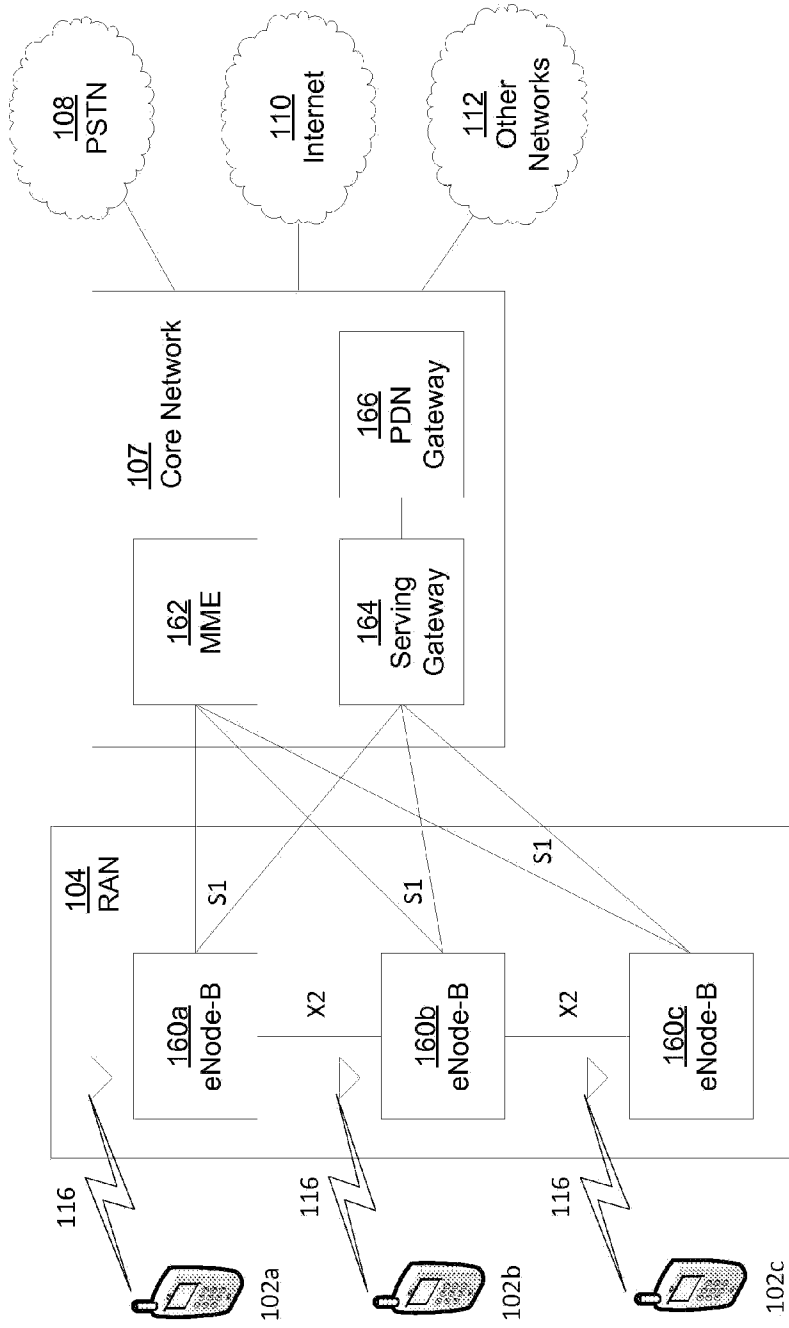 102a
102b
102c
116
116
116
104
RAN
160a
eNode-B
160b
eNode-B
160c
eNode-B
X2
X2
S1
S1
S1
107
Core Network
162
MME
164
Serving
Gateway
166
PDN
Gateway
108
PSTN
110
Internet
112
Other
Networks